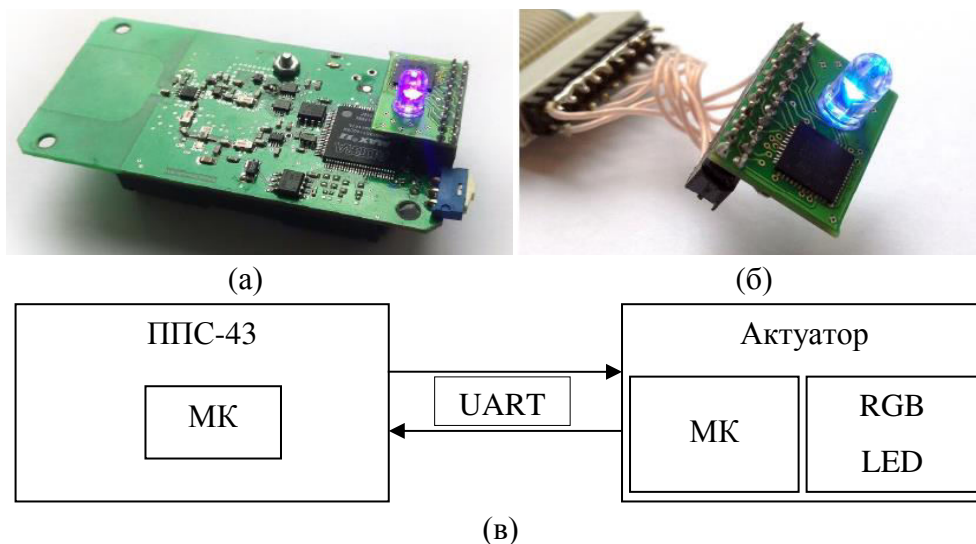 (а)
(б)
ППС-43
МК
UART
Актуатор
МК
RGB
LED
(в)